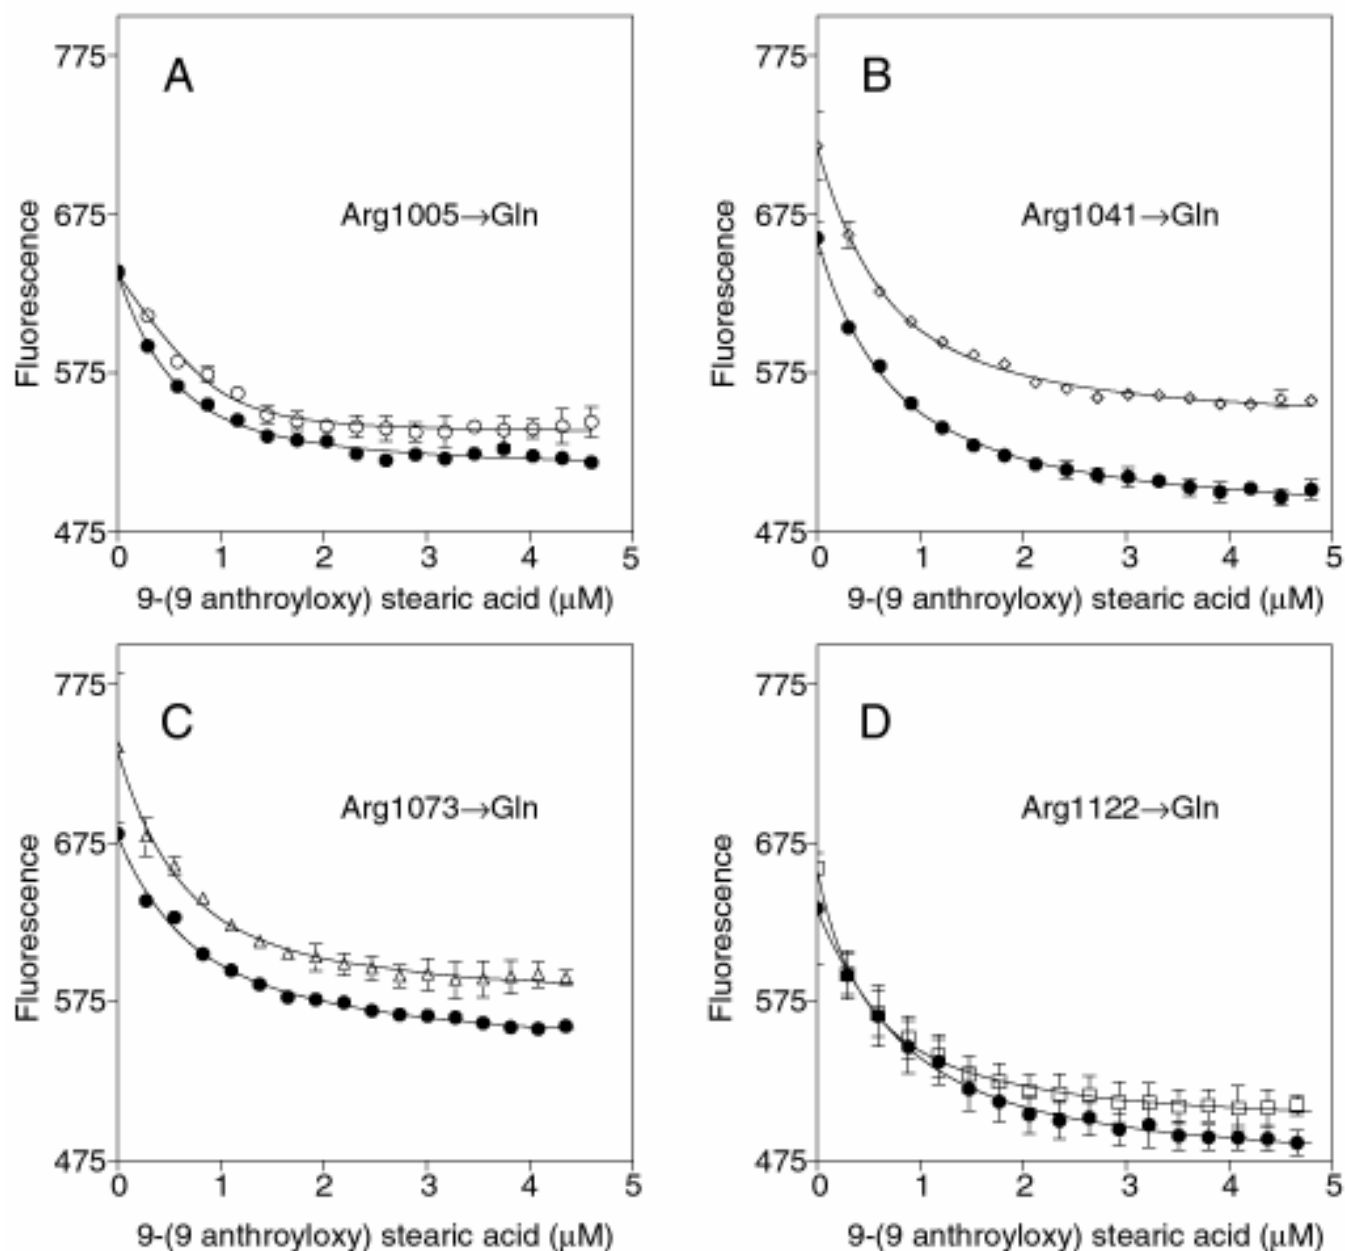 A
Arg1005→Gln
Fluorescence
775
675
575
475
0 1 2 3 4 5
9-(9 anthroyloxy) stearic acid (μM)
B
Arg1041→Gln
Fluorescence
775
675
575
475
0 1 2 3 4 5
9-(9 anthroyloxy) stearic acid (μM)
C
Arg1073→Gln
Fluorescence
775
675
575
475
0 1 2 3 4 5
9-(9 anthroyloxy) stearic acid (μM)
D
Arg1122→Gln
Fluorescence
775
675
575
475
0 1 2 3 4 5
9-(9 anthroyloxy) stearic acid (μM)